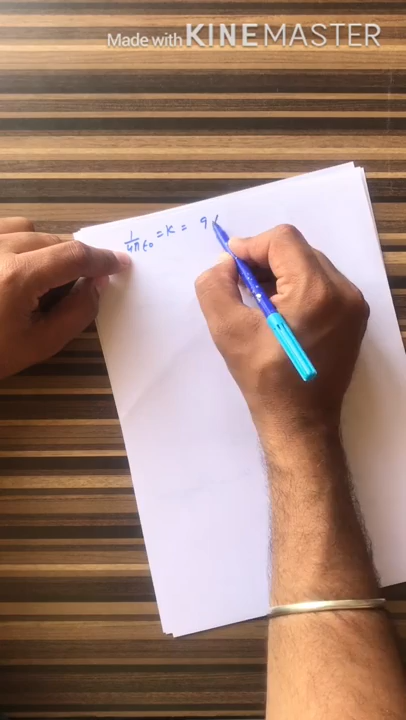 Made with KINEMASTER
1/4πε₀ = K = 9